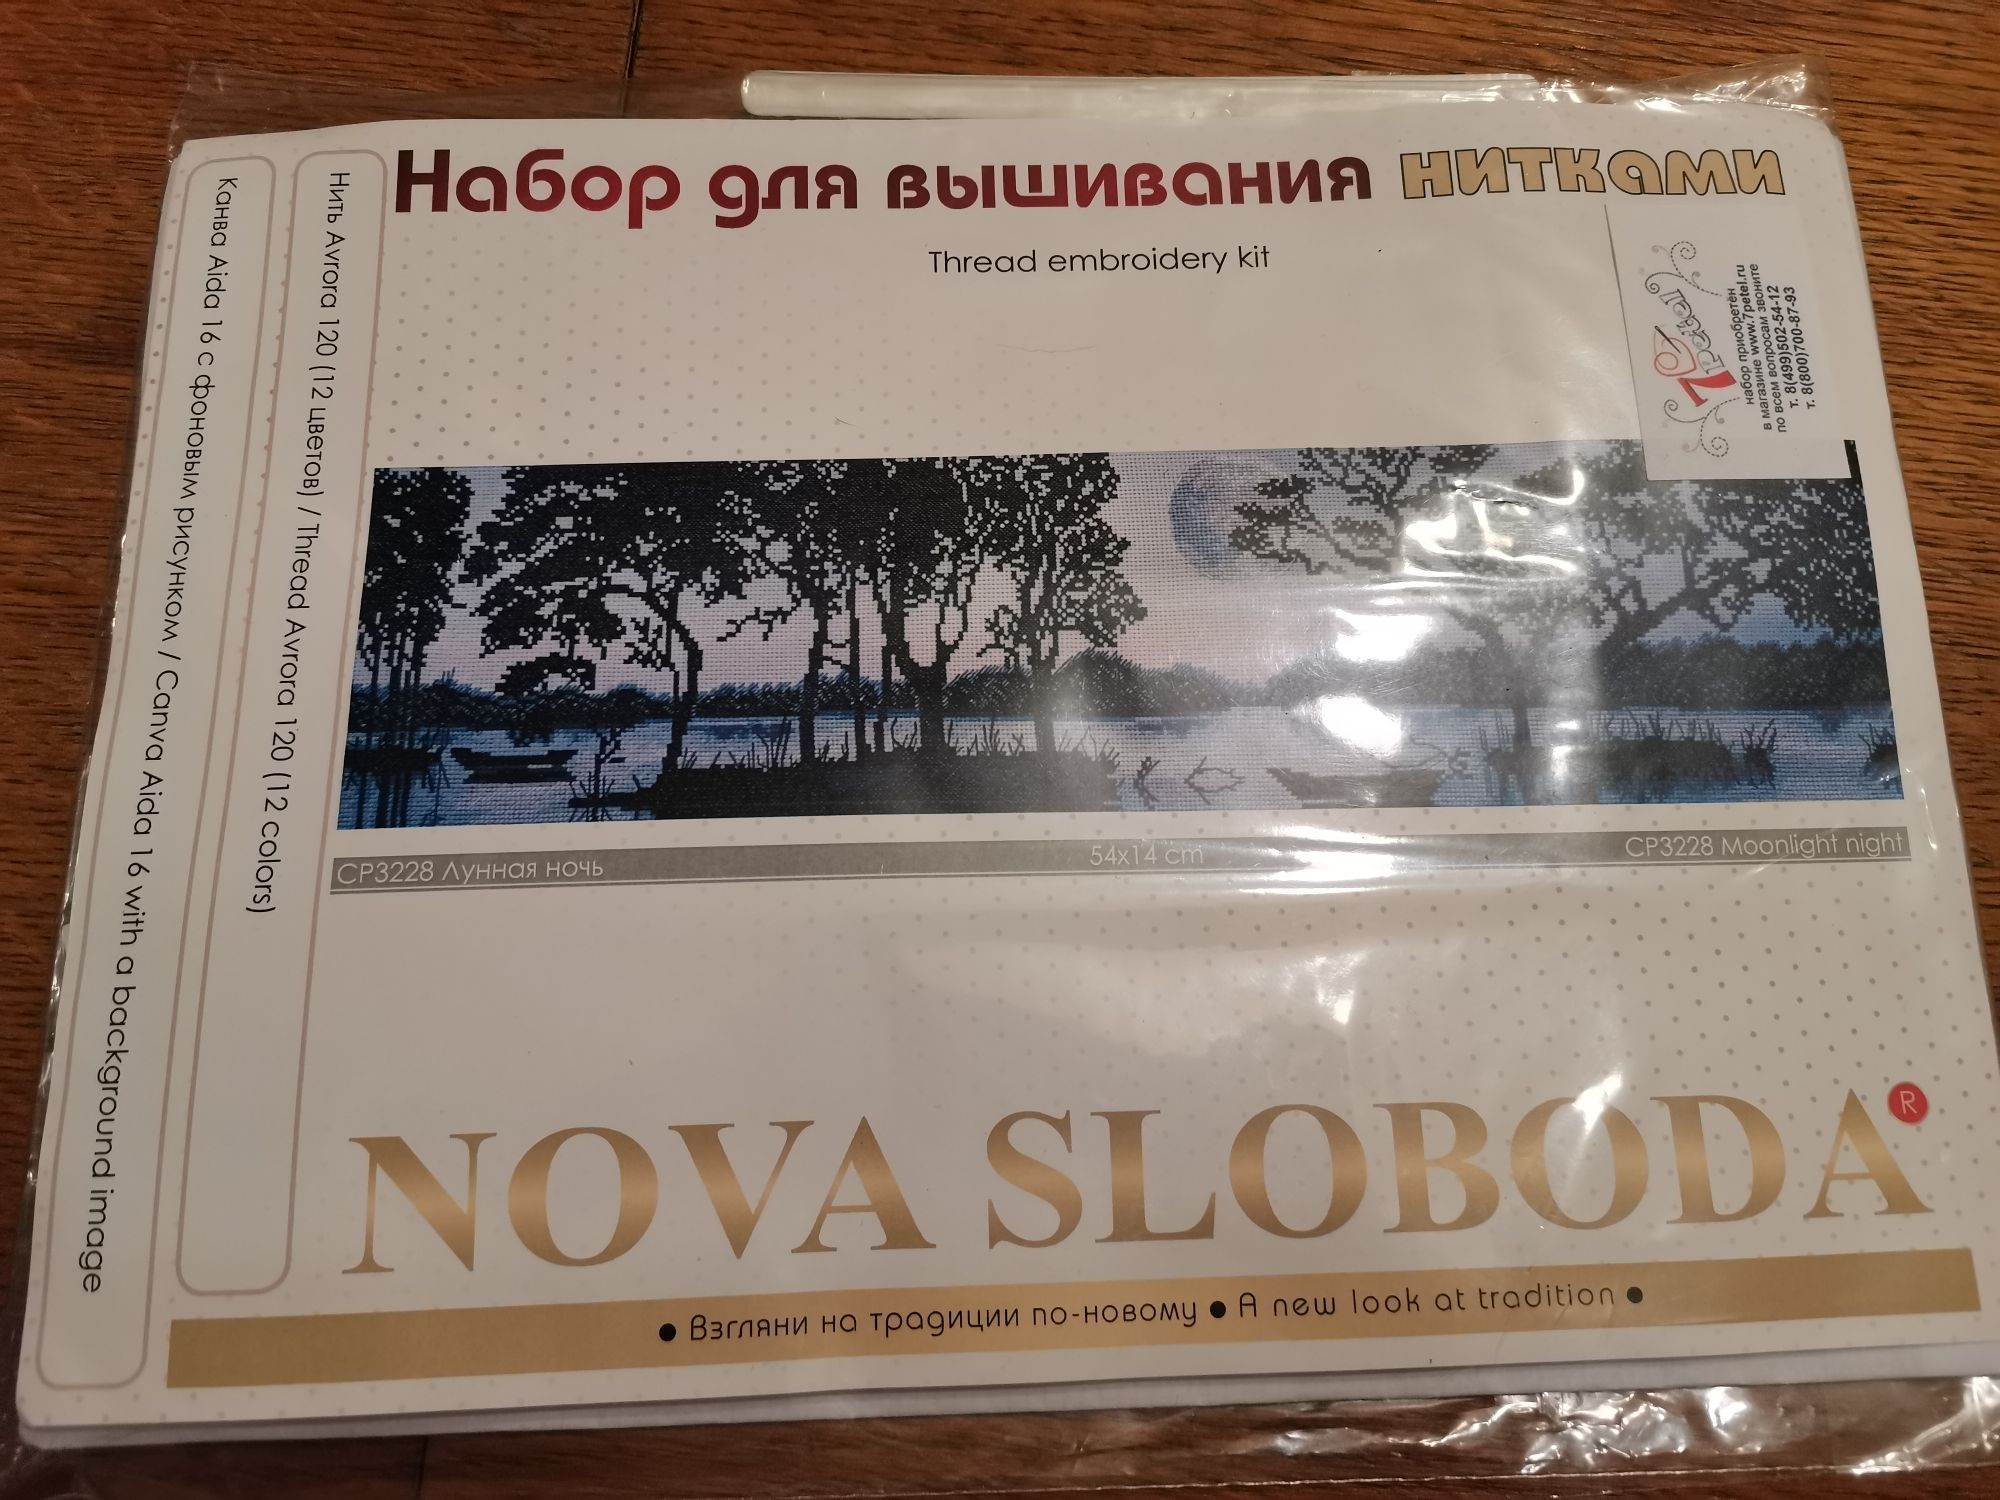 Набор для вышивания нитками
Thread embroidery kit
7 petel
набор приобретён
в магазине www.7petel.ru
по всем вопросам звоните
т. 8(499)502-54-12
т. 8(800)700-87-93
Нить Avrora 120 (12 цветов) / Thread Avrora 120 (12 colors)
Канва Aida 16 с фоновым рисунком / Canva Aida 16 with a background image
СР3228 Лунная ночь
54x14 cm
CP3228 Moonlight night
NOVA SLOBODA R
• Взгляни на традиции по-новому • A new look at tradition •